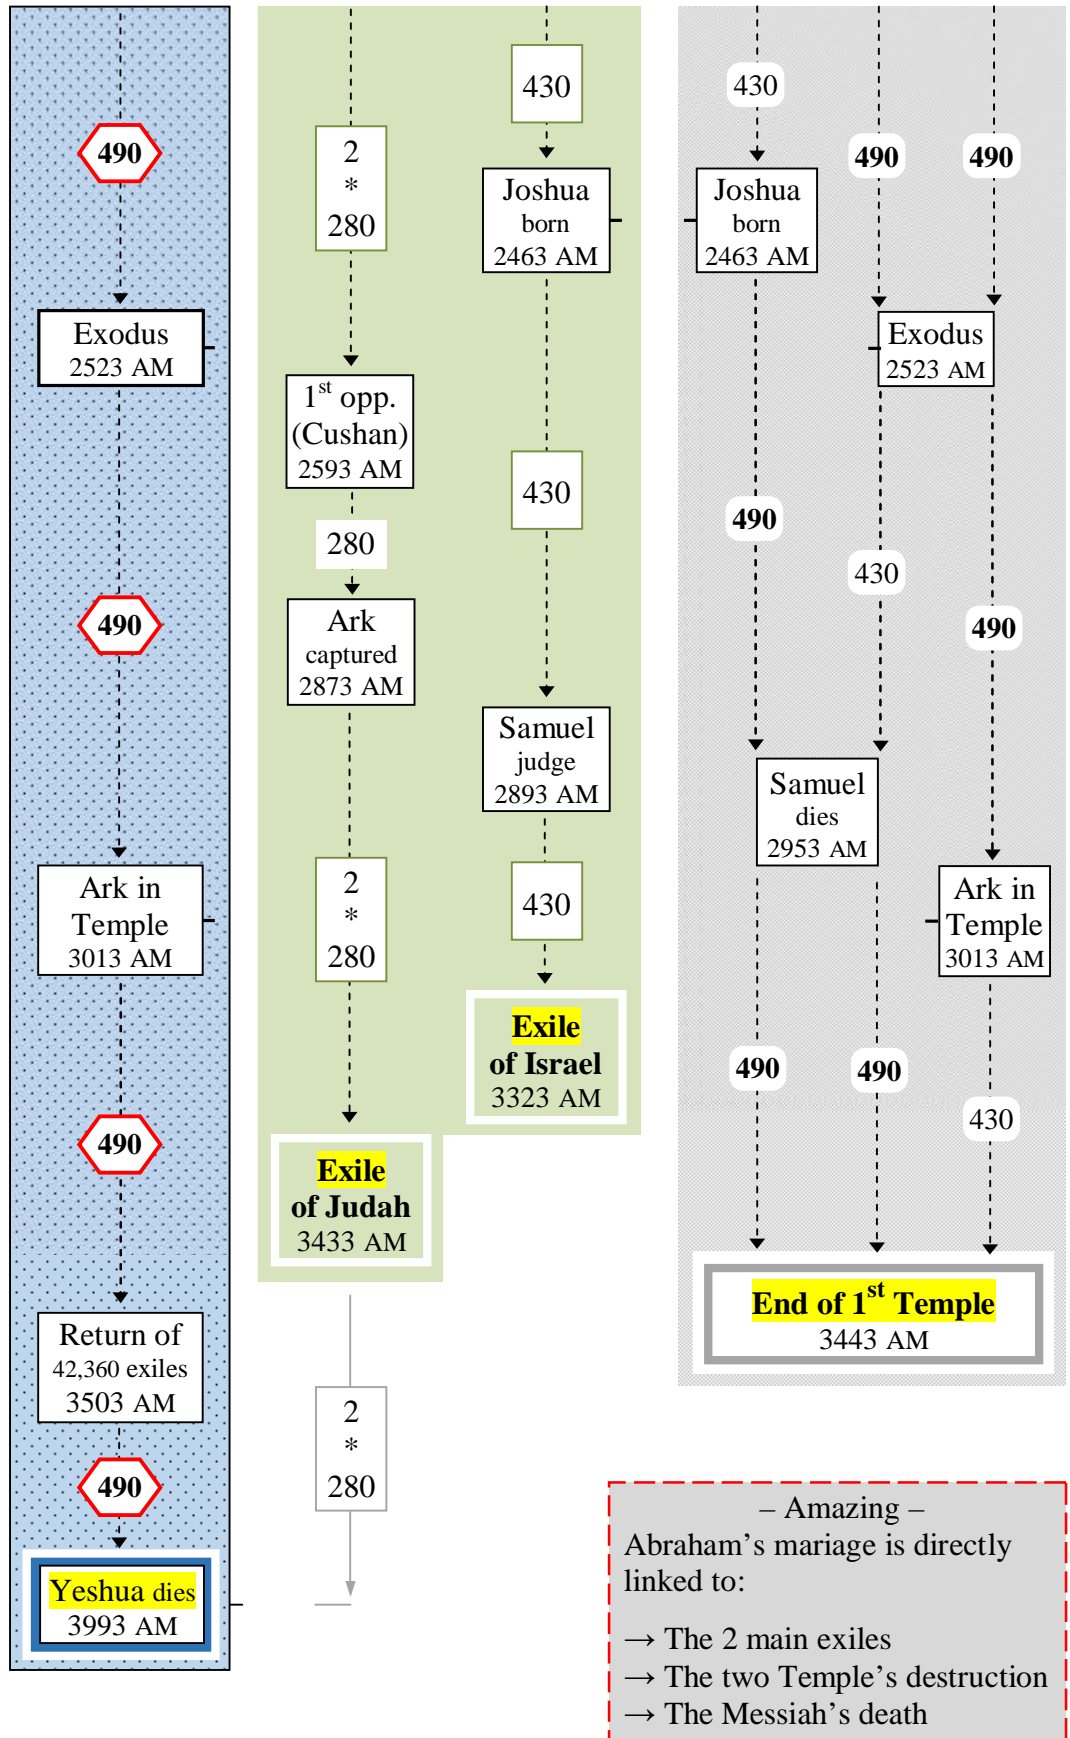 490
Exodus
2523 AM
490
Ark in
Temple
3013 AM
490
Return of
42,360 exiles
3503 AM
490
Yeshua dies
3993 AM
2
*
280
1st opp.
(Cushan)
2593 AM
280
Ark
captured
2873 AM
2
*
280
Exile
of Judah
3433 AM
2
*
280
430
Joshua
born
2463 AM
430
Samuel
judge
2893 AM
430
Exile
of Israel
3323 AM
430
Joshua
born
2463 AM
490
490
Exodus
2523 AM
490
430
490
Samuel
dies
2953 AM
Ark in
Temple
3013 AM
490
490
430
End of 1st Temple
3443 AM
– Amazing –
Abraham’s mariage is directly
linked to:
→ The 2 main exiles
→ The two Temple’s destruction
→ The Messiah’s death